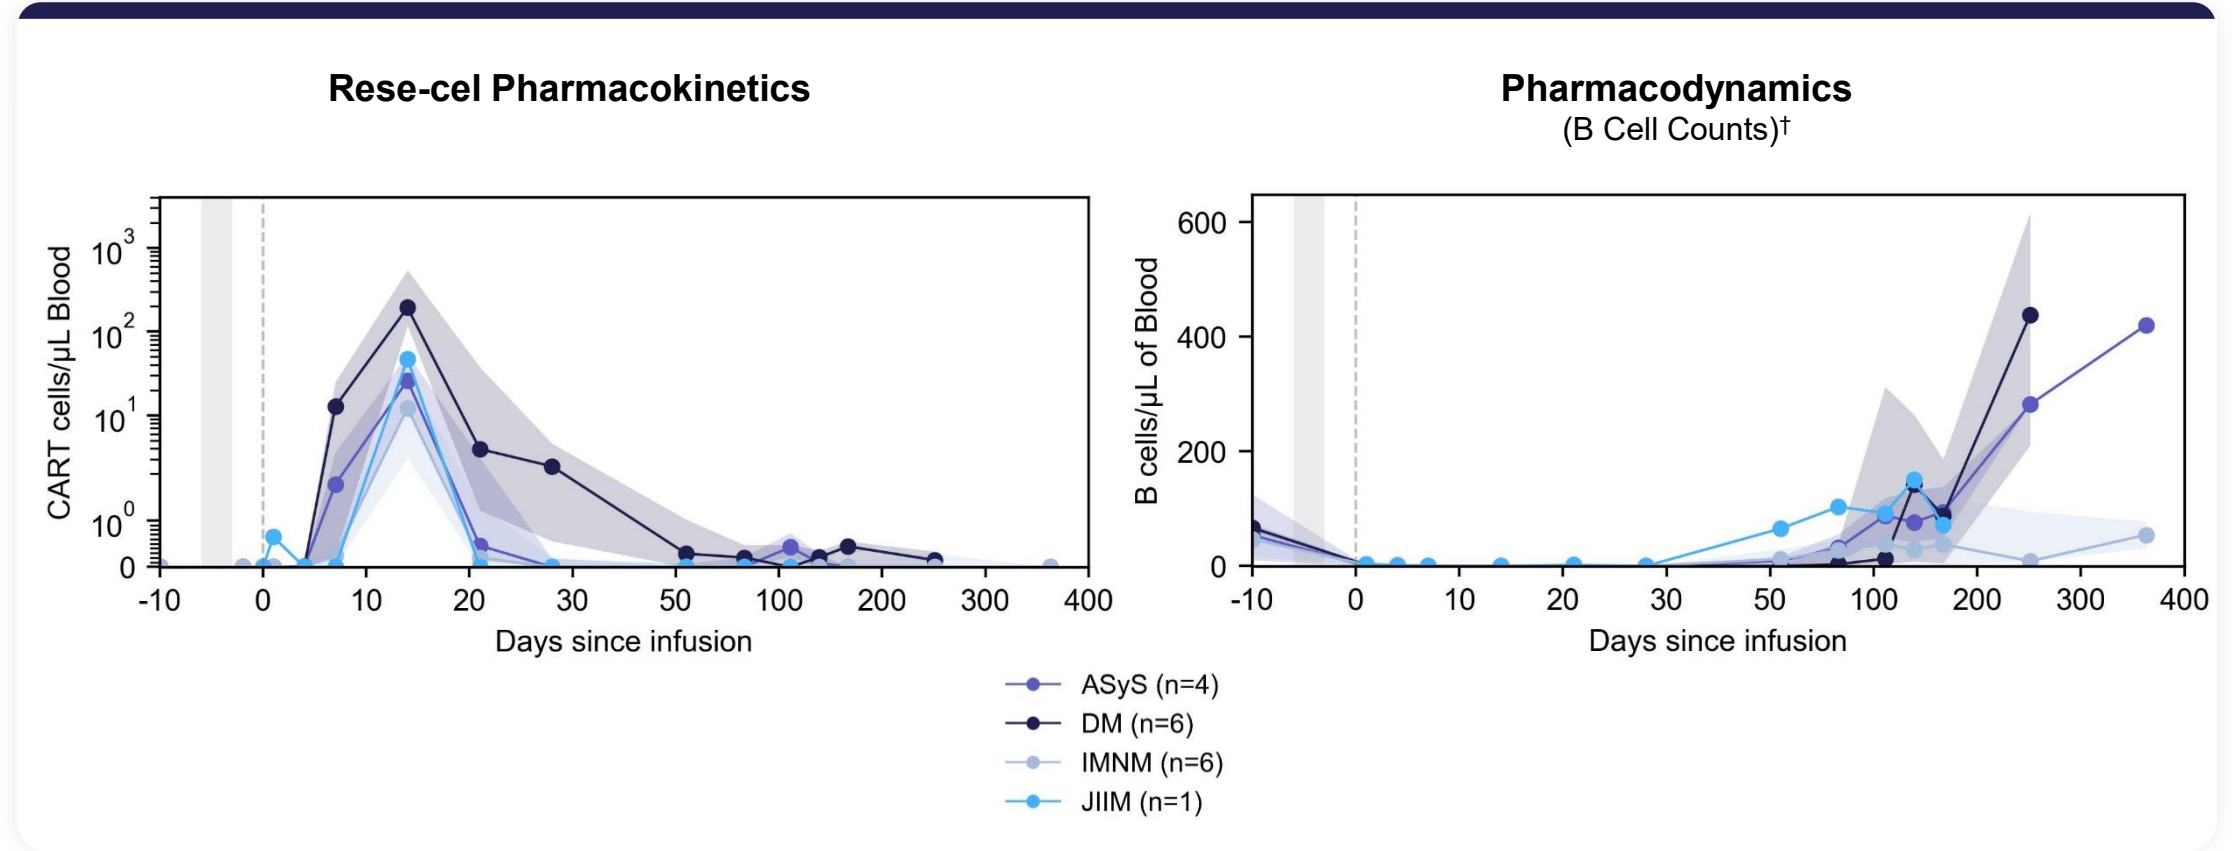 Rese-cel Pharmacokinetics
CART cells/µL Blood
10³
10²
10¹
10⁰
0
-10 0 10 20 30 50 100 200 300 400
Days since infusion
Pharmacodynamics
(B Cell Counts)†
B cells/µL of Blood
600
400
200
0
-10 0 10 20 30 50 100 200 300 400
Days since infusion
ASyS (n=4)
DM (n=6)
IMNM (n=6)
JIIM (n=1)